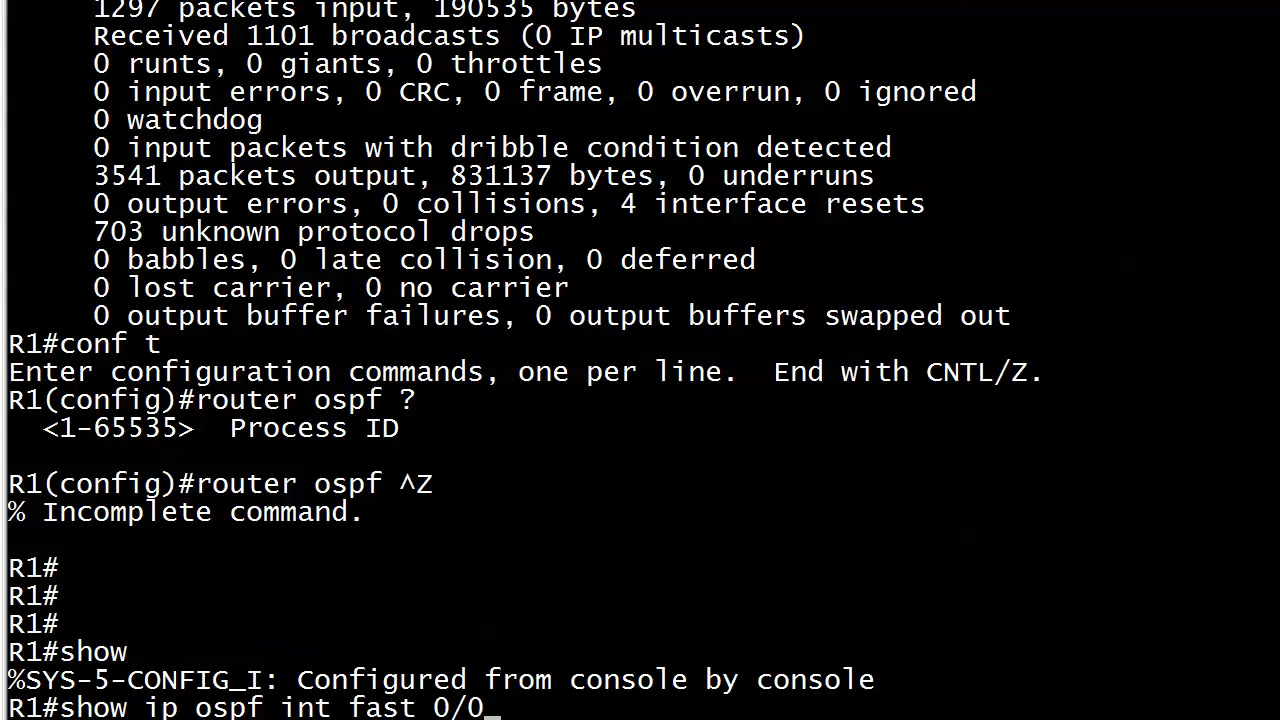 1297 packets input, 190535 bytes
Received 1101 broadcasts (0 IP multicasts)
0 runts, 0 giants, 0 throttles
0 input errors, 0 CRC, 0 frame, 0 overrun, 0 ignored
0 watchdog
0 input packets with dribble condition detected
3541 packets output, 831137 bytes, 0 underruns
0 output errors, 0 collisions, 4 interface resets
703 unknown protocol drops
0 babbles, 0 late collision, 0 deferred
0 lost carrier, 0 no carrier
0 output buffer failures, 0 output buffers swapped out
R1#conf t
Enter configuration commands, one per line.  End with CNTL/Z.
R1(config)#router ospf ?
<1-65535>  Process ID
R1(config)#router ospf ^Z
% Incomplete command.
R1#
R1#
R1#
R1#show
%SYS-5-CONFIG_I: Configured from console by console
R1#show ip ospf int fast 0/0